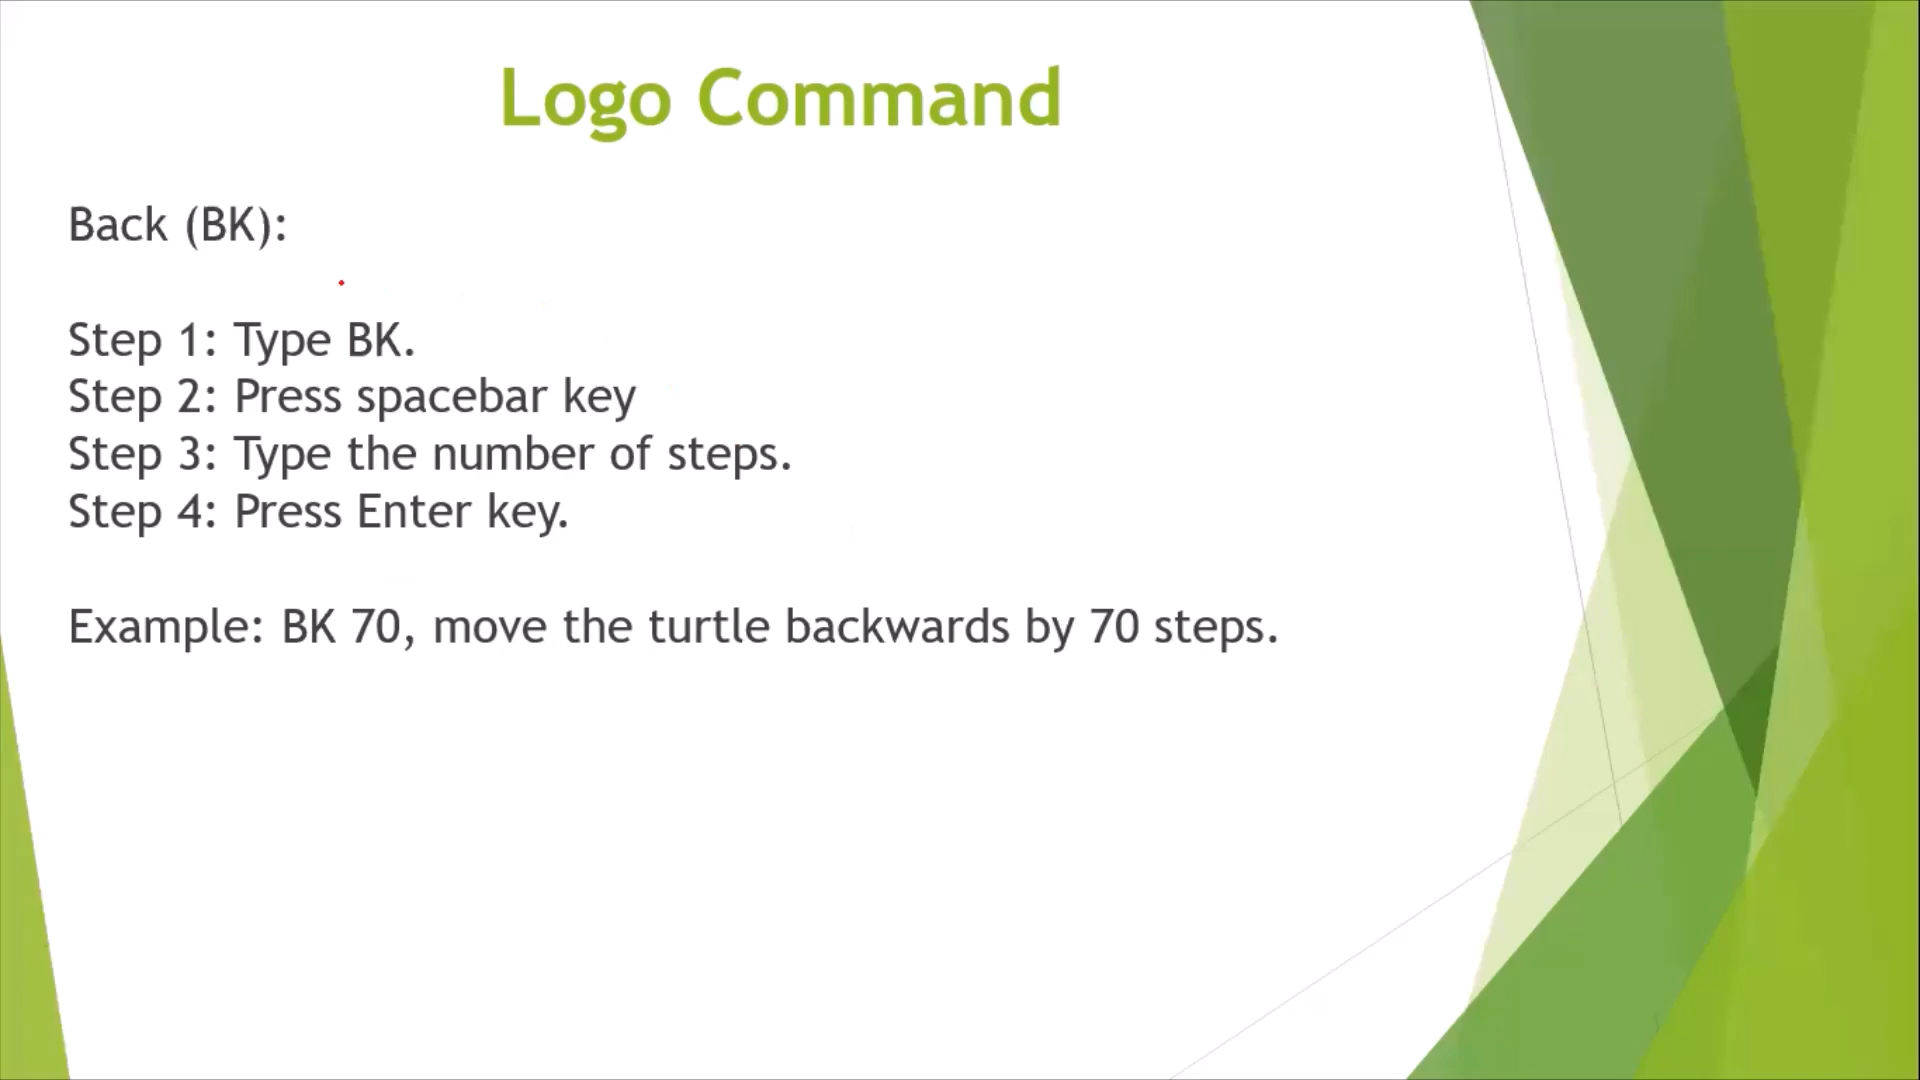 Logo Command
Back (BK):
Step 1: Type BK.
Step 2: Press spacebar key
Step 3: Type the number of steps.
Step 4: Press Enter key.
Example: BK 70, move the turtle backwards by 70 steps.